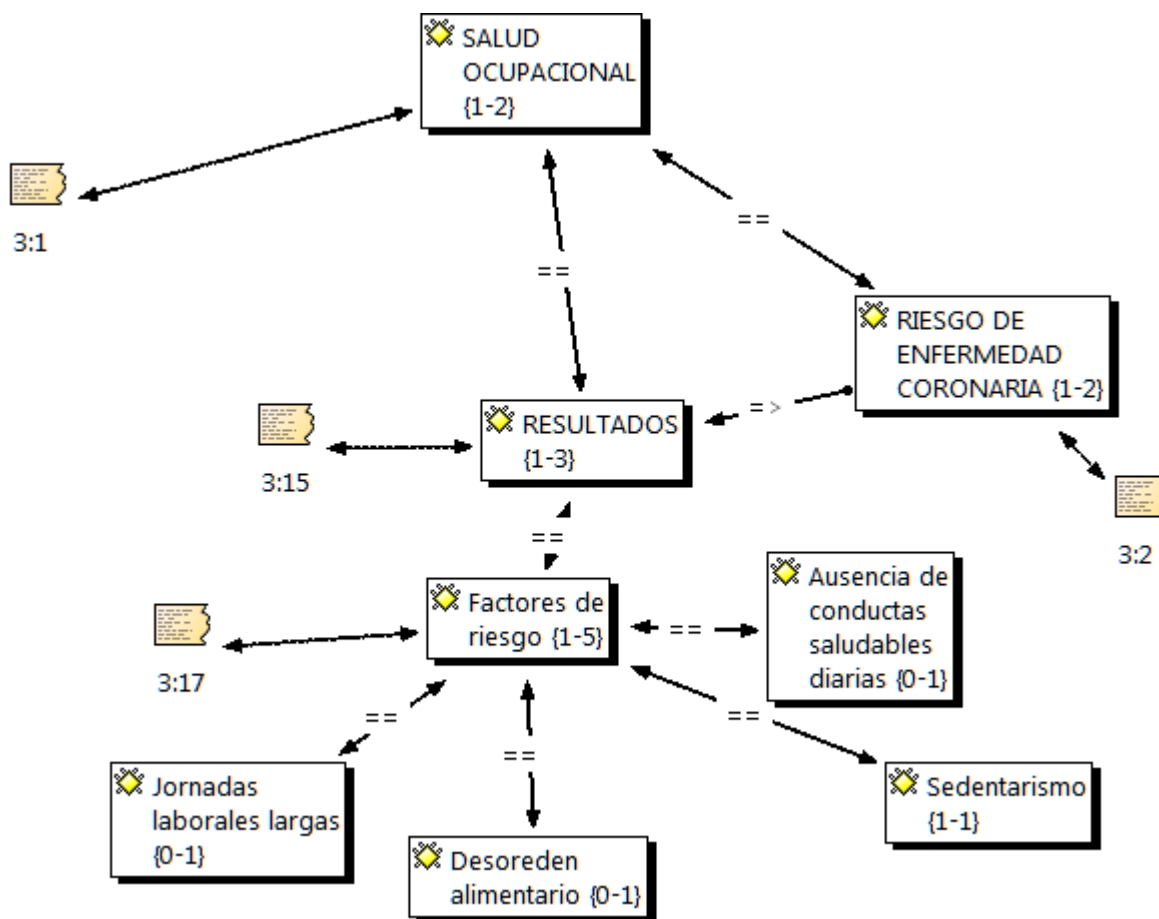 SALUD
OCUPACIONAL
{1-2}
3:1
==
==
RIESGO DE
ENFERMEDAD
CORONARIA {1-2}
=>
RESULTADOS
{1-3}
3:15
3:2
==
Ausencia de
conductas
saludables
diarias {0-1}
Factores de
riesgo {1-5}
==
3:17
==
==
==
Jornadas
laborales largas
{0-1}
Sedentarismo
{1-1}
Desoreden
alimentario {0-1}